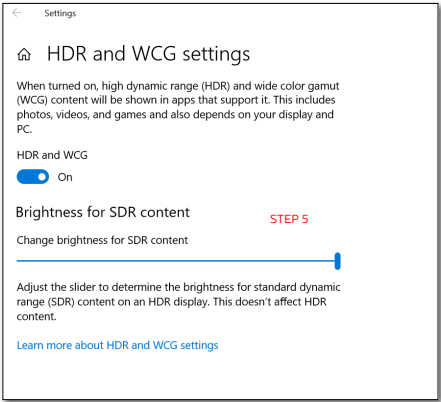 Settings
HDR and WCG settings
When turned on, high dynamic range (HDR) and wide color gamut
(WCG) content will be shown in apps that support it. This includes
photos, videos, and games and also depends on your display and
PC.
HDR and WCG
On
Brightness for SDR content
STEP 5
Change brightness for SDR content
Adjust the slider to determine the brightness for standard dynamic
range (SDR) content on an HDR display. This doesn't affect HDR
content.
Learn more about HDR and WCG settings